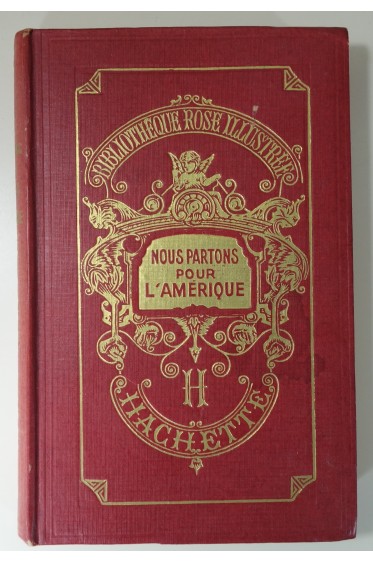 BIBLIOTHÈQUE ROSE ILLUSTRÉE
NOUS PARTONS
POUR
L'AMÉRIQUE
H
HACHETTE